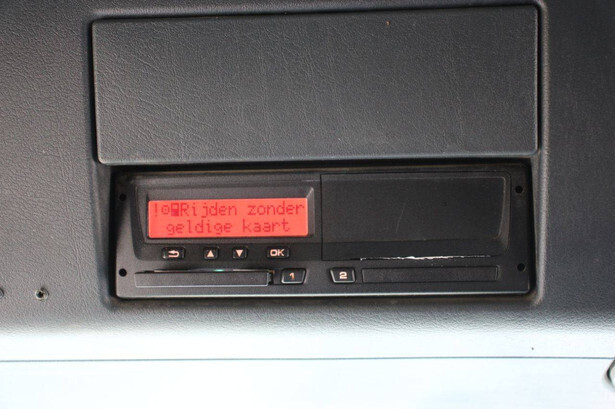 !Rijden zonder
geldige kaart
OK
1 2